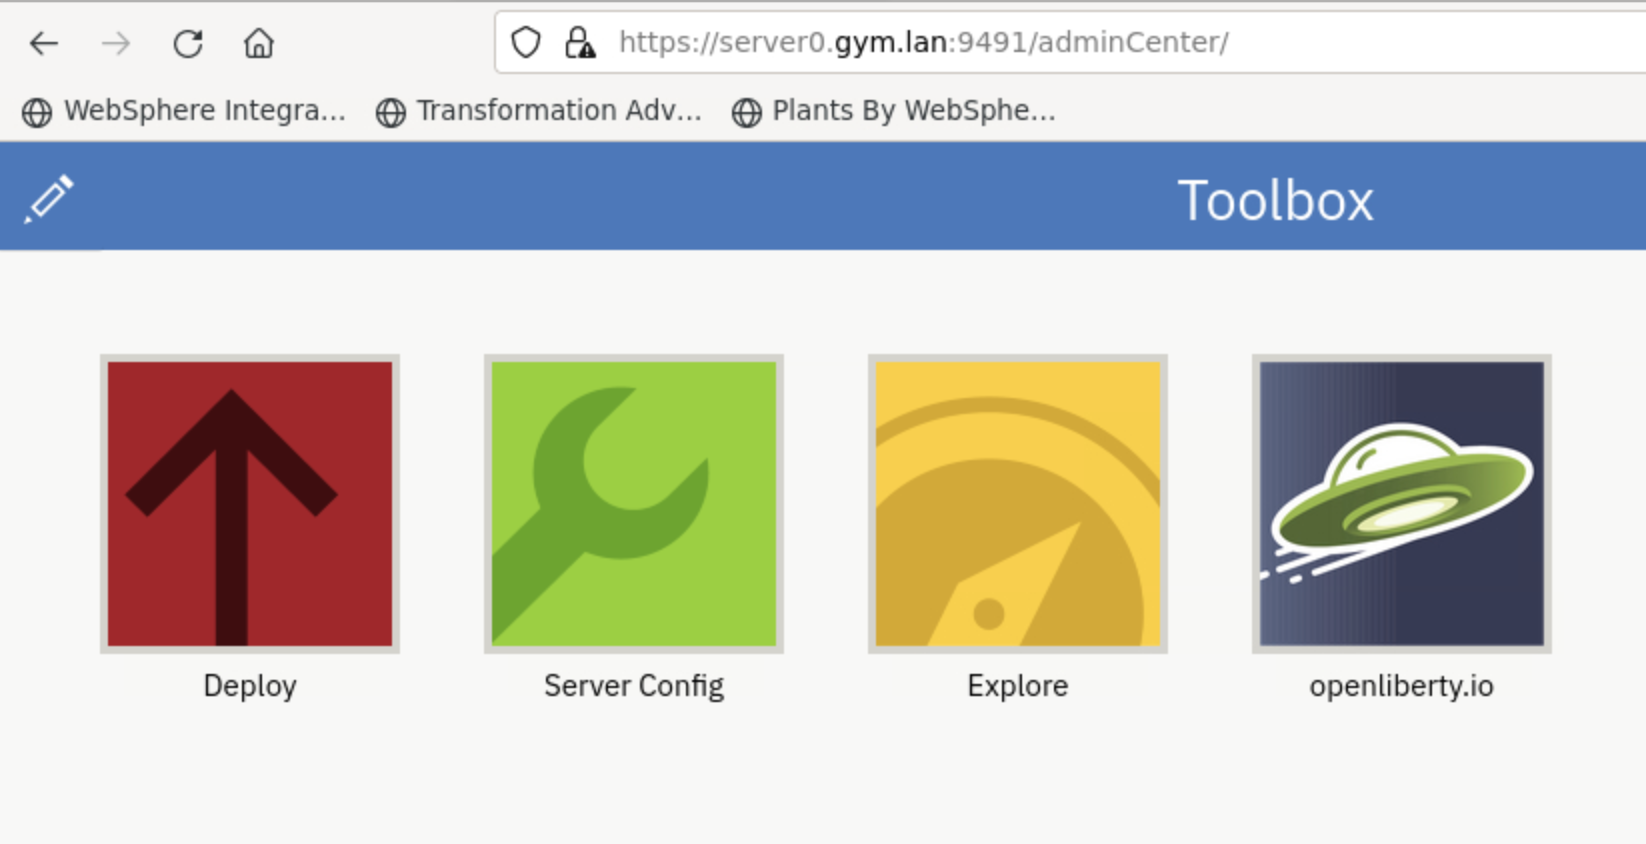 https://server0.gym.lan:9491/adminCenter/
WebSphere Integra... Transformation Adv... Plants By WebSphe...
Toolbox
Deploy Server Config Explore openliberty.io